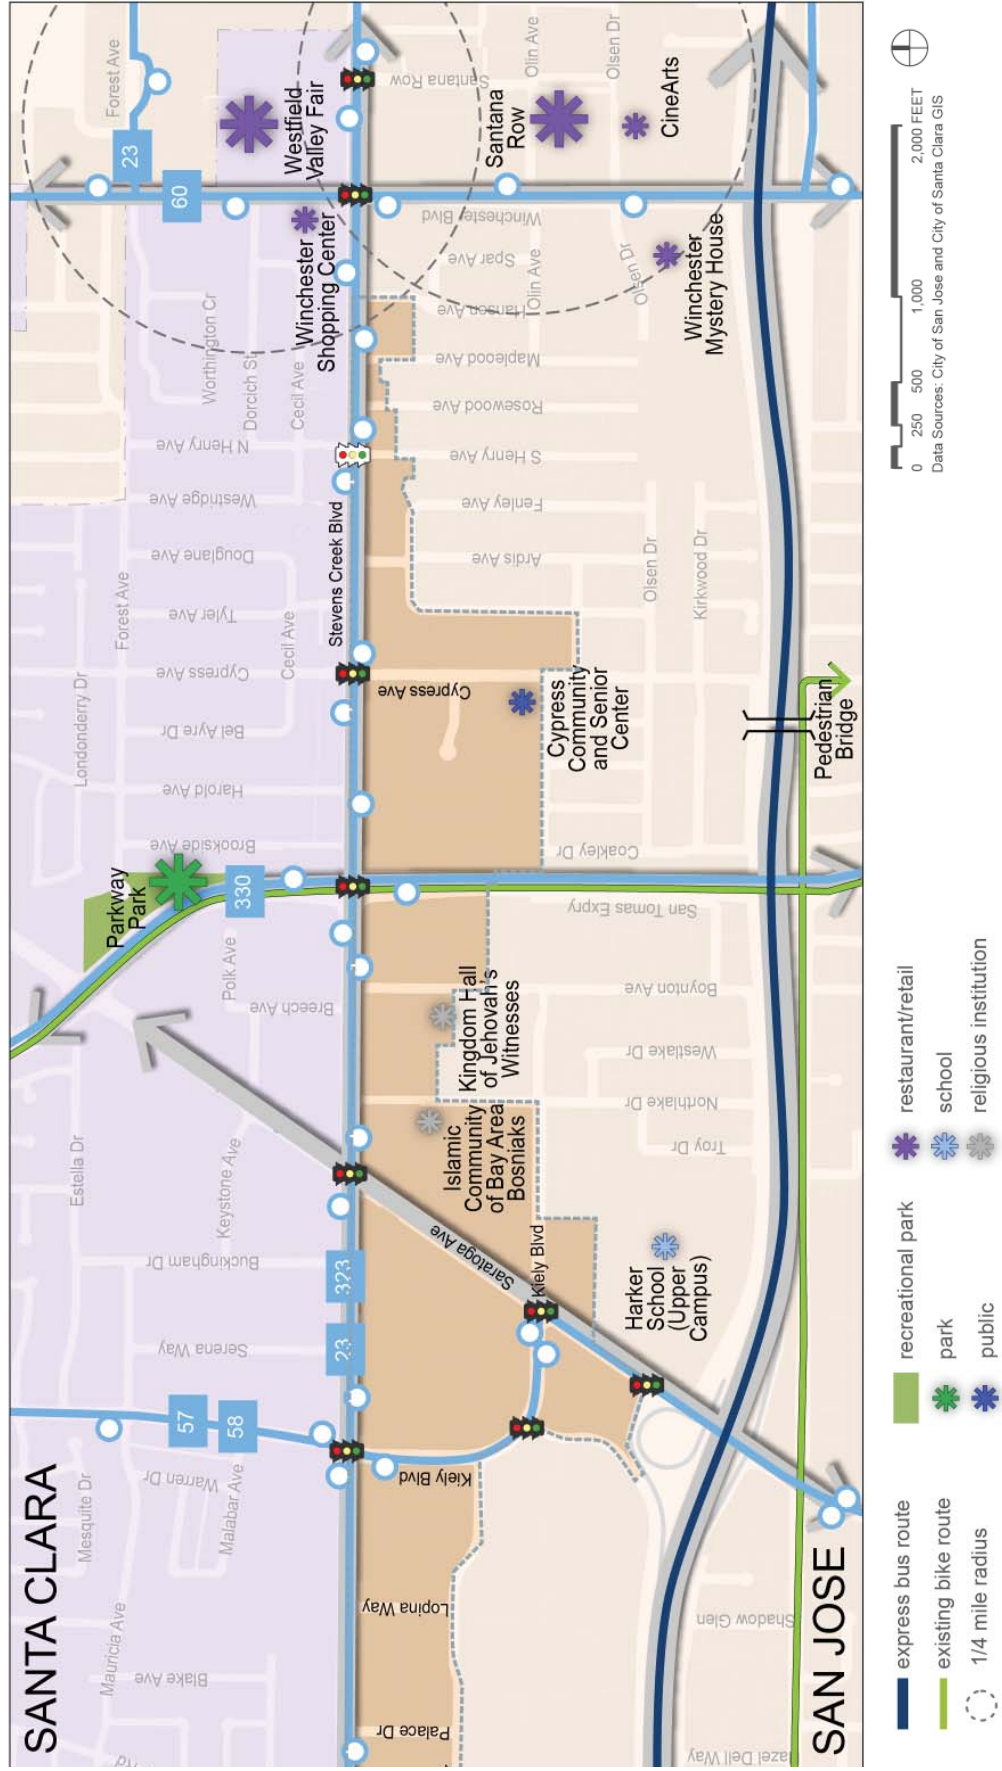 SANTA CLARA
SAN JOSE
Forest Ave
23
60
Westfield
Valley Fair
Santana Row
Olin Ave
Olsen Dr
Santana
Row
CineArts
Winchester
Shopping Center
Winchester Blvd
Spar Ave
Olin Ave
Hanson Ave
Olsen Dr
Winchester
Mystery House
Worthington Cr
Dorcich St
Cecil Ave
Maplewood Ave
Rosewood Ave
N Henry Ave
S Henry Ave
Westridge Ave
Fenley Ave
Douglane Ave
Ardis Ave
Stevens Creek Blvd
Forest Ave
Tyler Ave
Cecil Ave
Olsen Dr
Kirkwood Dr
Cypress Ave
Cypress Ave
Londonderry Dr
Bel Ayre Dr
Cypress
Community
and Senior
Center
Pedestrian
Bridge
Harold Ave
Brookside Ave
Coakley Dr
Parkway
Park
330
San Tomas Expry
Polk Ave
Breech Ave
Boynton Ave
Kingdom Hall
of Jehovah's
Witnesses
Westlake Dr
Northlake Dr
Troy Dr
Islamic
Community
of Bay Area
Bosniaks
Estella Dr
Keystone Ave
Buckingham Dr
Saratoga Ave
Kiely Blvd
Harker
School
(Upper
Campus)
323
23
Serena Way
57
58
Kiely Blvd
Mesquite Dr
Warren Dr
Malabar Ave
Lopina Way
Mauricia Ave
Blake Ave
Palace Dr
Shadow Glen
Hazel Dell Way
Rd
express bus route
existing bike route
1/4 mile radius
recreational park
park
public
restaurant/retail
school
religious institution
0 250 500 1,000 2,000 FEET
Data Sources: City of San Jose and City of Santa Clara GIS